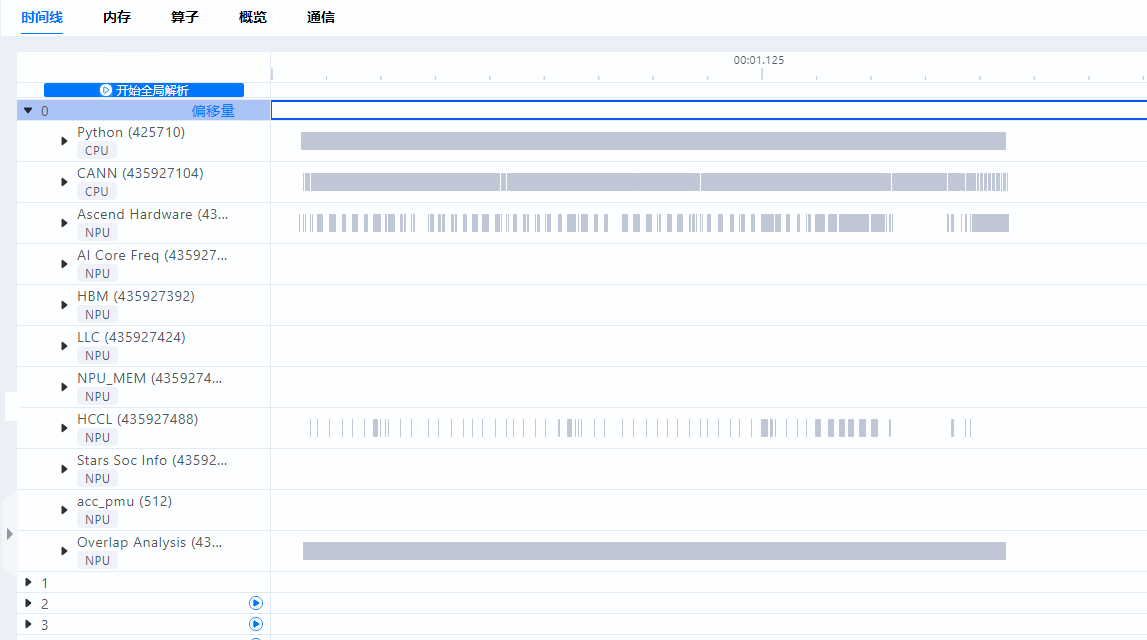 时间线 内存 算子 概览 通信
00:01.125
开始全局解析
0 偏移量
Python (425710)
CPU
CANN (435927104)
CPU
Ascend Hardware (43...
NPU
AI Core Freq (435927...
NPU
HBM (435927392)
NPU
LLC (435927424)
NPU
NPU_MEM (4359274...
NPU
HCCL (435927488)
NPU
Stars Soc Info (43592...
NPU
acc_pmu (512)
NPU
Overlap Analysis (43...
NPU
1
2
3